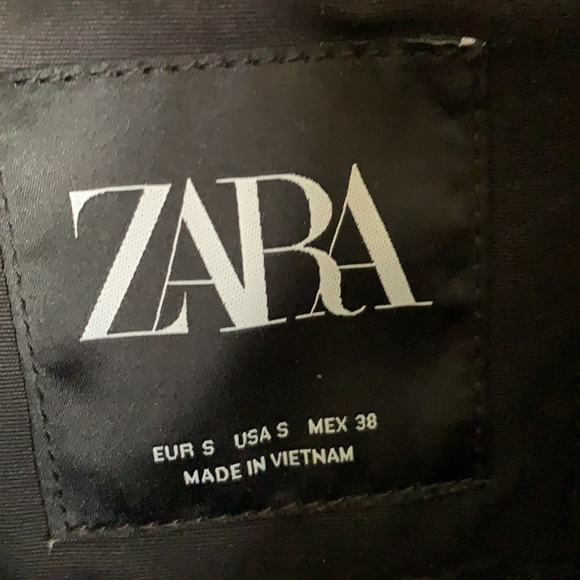 ZARA
EUR S USA S MEX 38
MADE IN VIETNAM